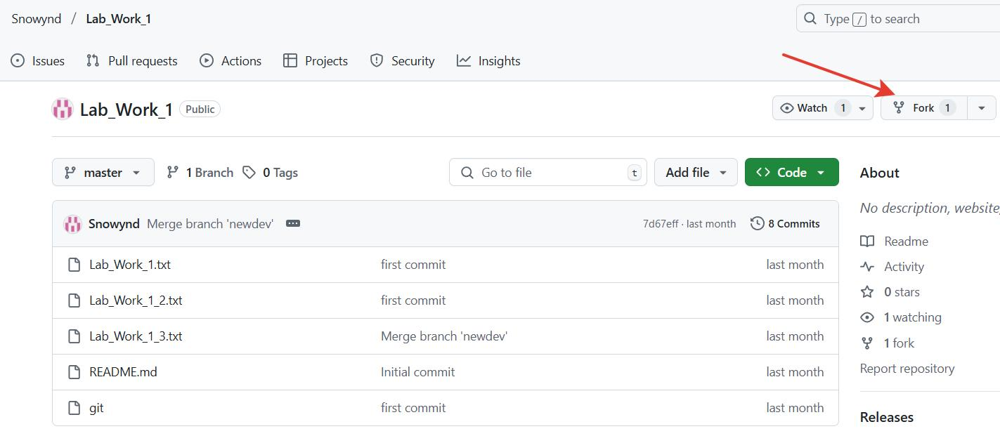 Snowynd / Lab_Work_1
Type / to search
Issues Pull requests Actions Projects Security Insights
Lab_Work_1 Public
Watch 1 Fork 1
master 1 Branch 0 Tags
Go to file t Add file Code
Snowynd Merge branch 'newdev' 7d67eff · last month 8 Commits
Lab_Work_1.txt first commit last month
Lab_Work_1_2.txt first commit last month
Lab_Work_1_3.txt Merge branch 'newdev' last month
README.md Initial commit last month
git first commit last month
About
No description, website,
Readme
Activity
0 stars
1 watching
1 fork
Report repository
Releases